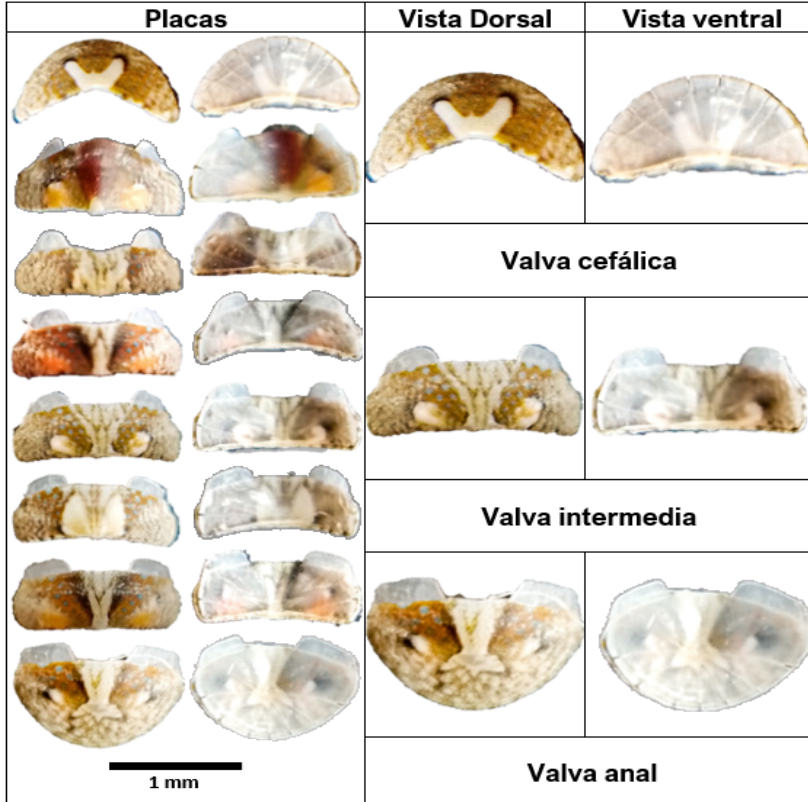 Placas
Vista Dorsal
Vista ventral
Valva cefálica
Valva intermedia
Valva anal
1 mm